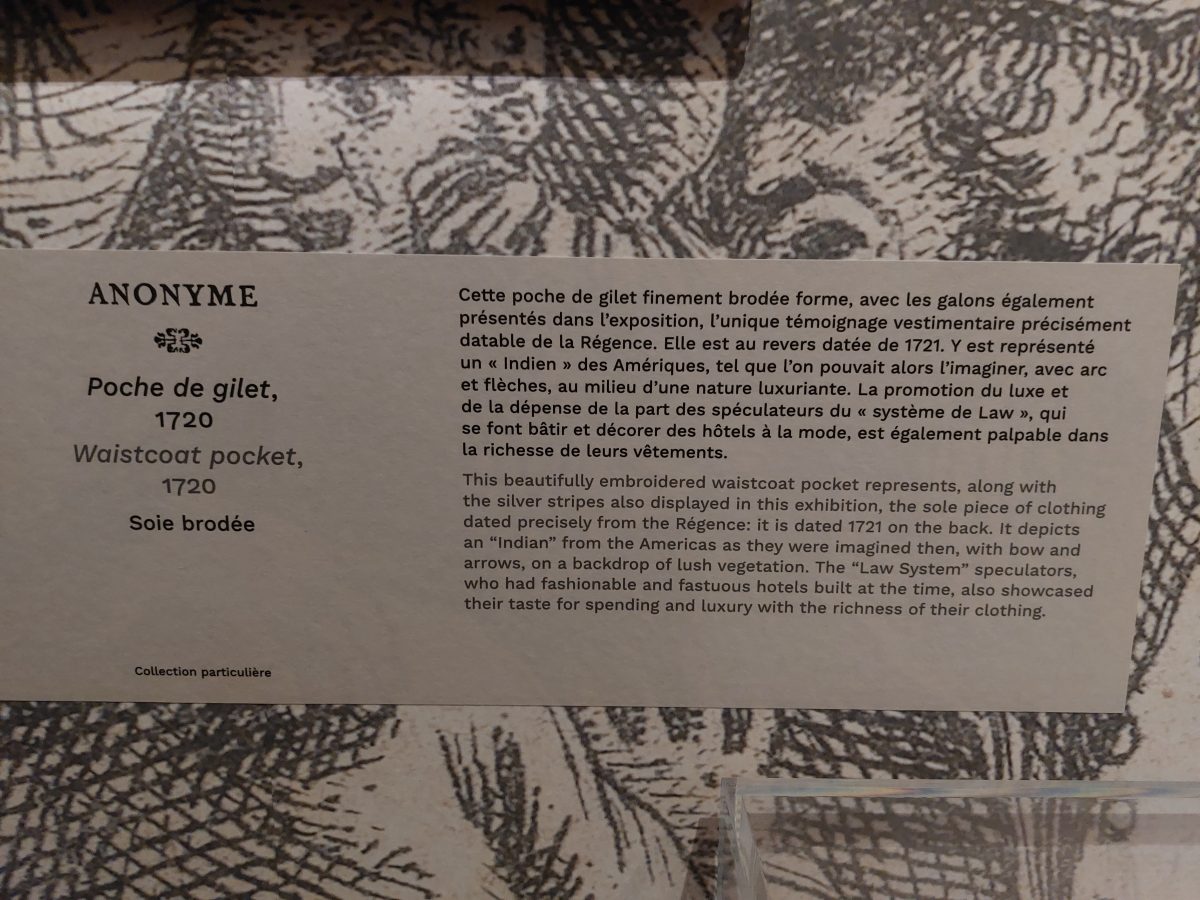 ANONYME
Poche de gilet,
1720
Waistcoat pocket,
1720
Soie brodée
Collection particulière
Cette poche de gilet finement brodée forme, avec les galons également
présentés dans l’exposition, l’unique témoignage vestimentaire précisément
datable de la Régence. Elle est au revers datée de 1721. Y est représenté
un « Indien » des Amériques, tel que l’on pouvait alors l’imaginer, avec arc
et flèches, au milieu d’une nature luxuriante. La promotion du luxe et
de la dépense de la part des spéculateurs du « système de Law », qui
se font bâtir et décorer des hôtels à la mode, est également palpable dans
la richesse de leurs vêtements.
This beautifully embroidered waistcoat pocket represents, along with
the silver stripes also displayed in this exhibition, the sole piece of clothing
dated precisely from the Régence: it is dated 1721 on the back. It depicts
an “Indian” from the Americas as they were imagined then, with bow and
arrows, on a backdrop of lush vegetation. The “Law System” speculators,
who had fashionable and fastuous hotels built at the time, also showcased
their taste for spending and luxury with the richness of their clothing.